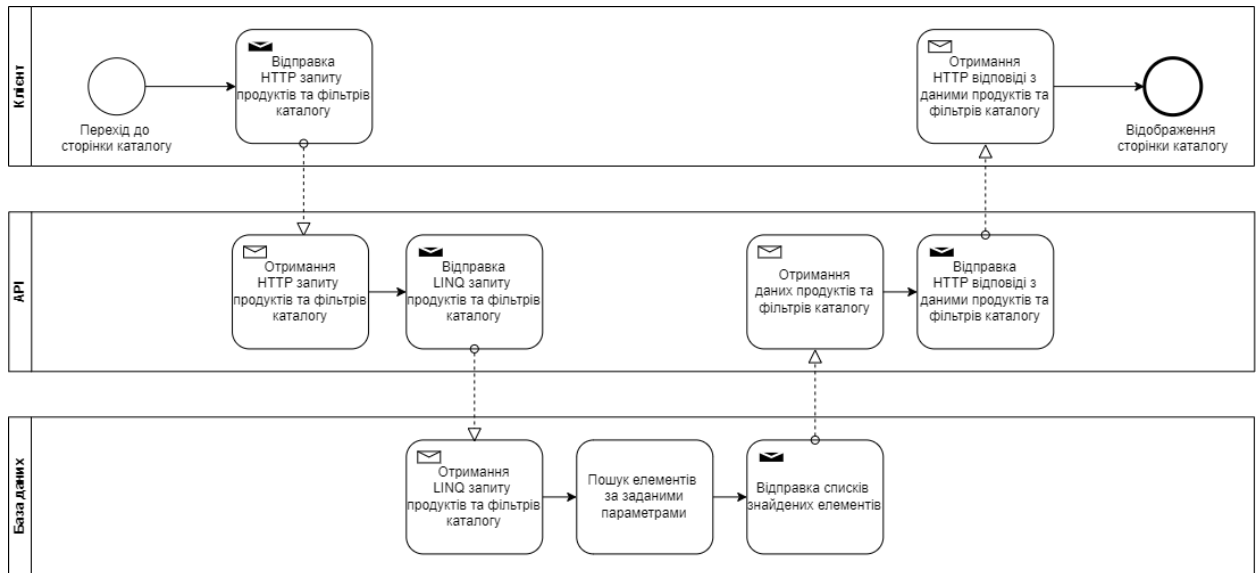 Клієнт
Перехід до
сторінки каталогу
Відправка
HTTP запиту
продуктів та фільтрів
каталогу
Отримання
HTTP відповіді з
даними продуктів та
фільтрів каталогу
Відображення
сторінки каталогу
API
Отримання
HTTP запиту
продуктів та фільтрів
каталогу
Відправка
LINQ запиту
продуктів та фільтрів
каталогу
Отримання
даних продуктів та
фільтрів каталогу
Відправка
HTTP відповіді з
даними продуктів та
фільтрів каталогу
База даних
Отримання
LINQ запиту
продуктів та фільтрів
каталогу
Пошук елементів
за заданими
параметрами
Відправка списків
знайдених елементів